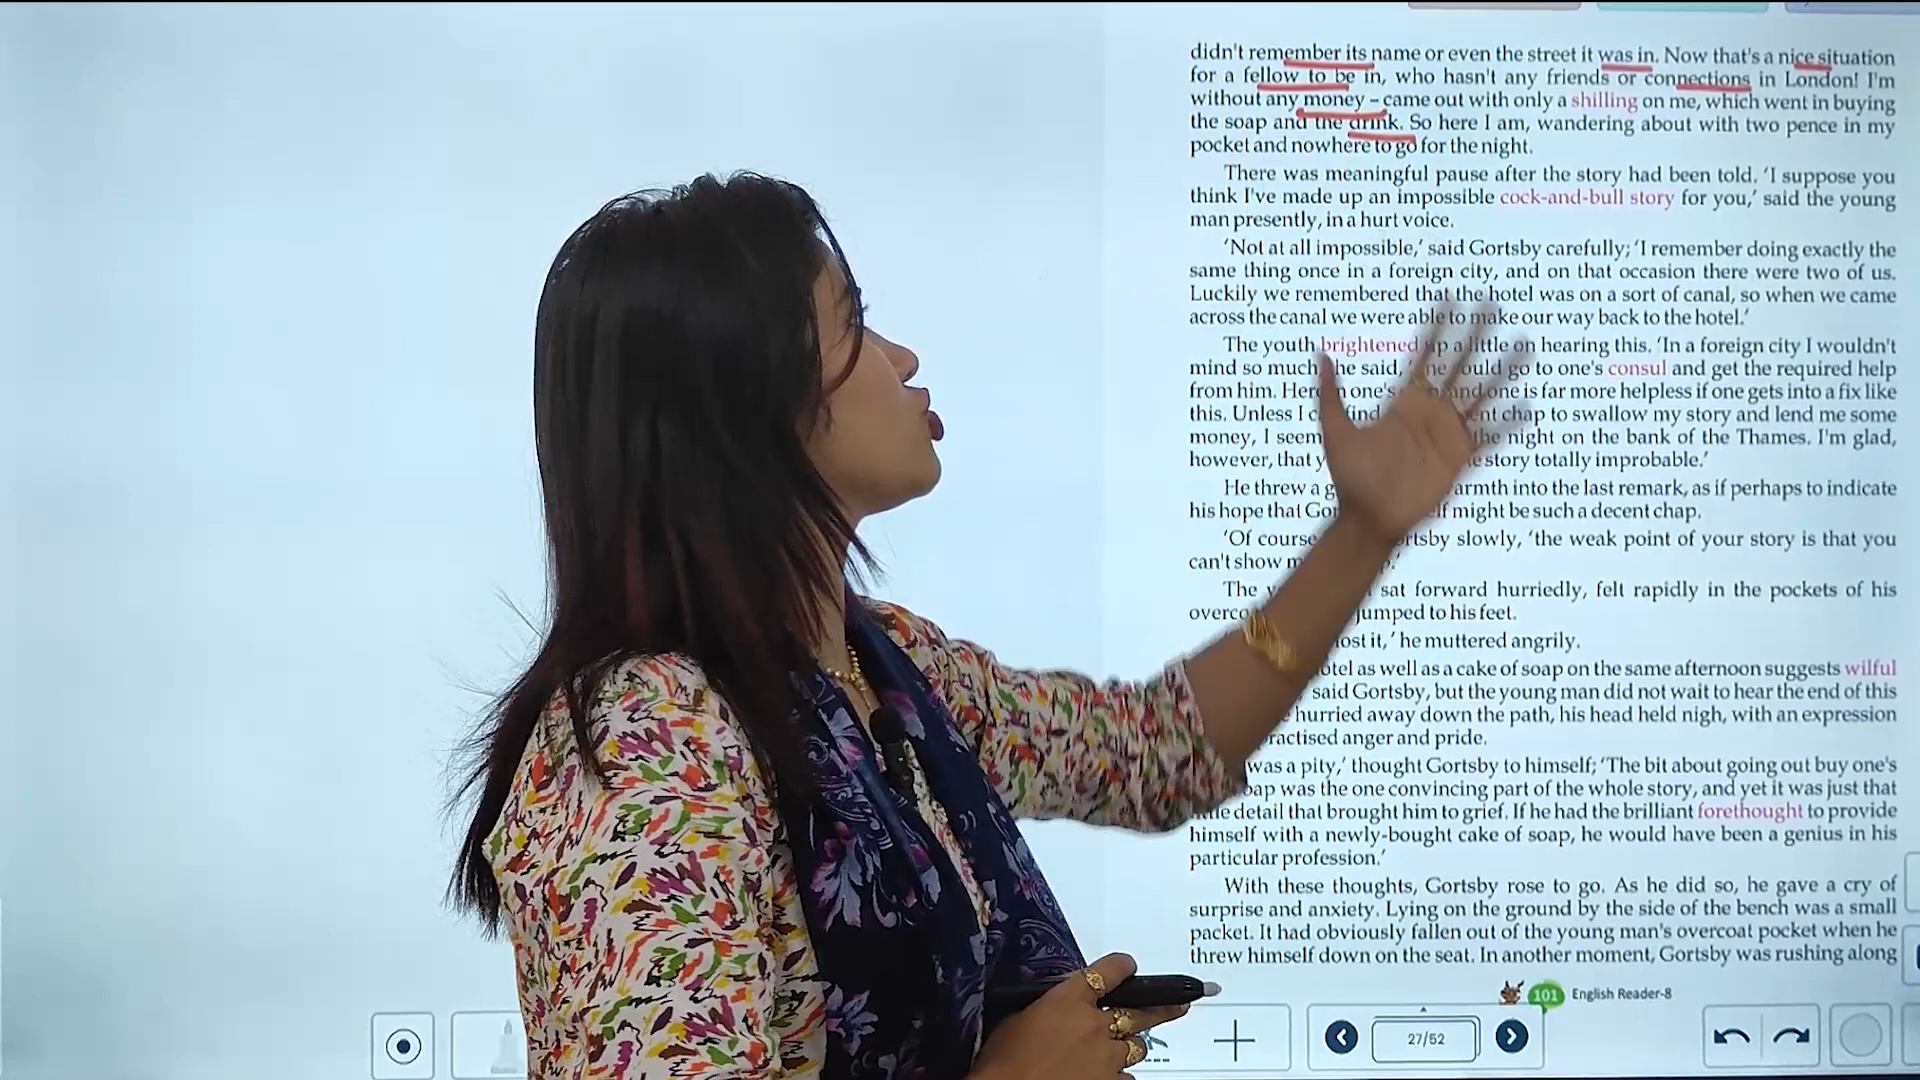 didn't remember its name or even the street it was in. Now that's a nice situation
for a fellow to be in, who hasn't any friends or connections in London! I'm
without any money – came out with only a shilling on me, which went in buying
the soap and the drink. So here I am, wandering about with two pence in my
pocket and nowhere to go for the night.
There was meaningful pause after the story had been told. 'I suppose you
think I've made up an impossible cock-and-bull story for you,' said the young
man presently, in a hurt voice.
'Not at all impossible,' said Gortsby carefully; 'I remember doing exactly the
same thing once in a foreign city, and on that occasion there were two of us.
Luckily we remembered that the hotel was on a sort of canal, so when we came
across the canal we were able to make our way back to the hotel.'
The youth brightened up a little on hearing this. 'In a foreign city I wouldn't
mind so much he said, could go to one's consul and get the required help
from him. Here one's one is far more helpless if one gets into a fix like
this. Unless I find chap to swallow my story and lend me some
money, I seem the night on the bank of the Thames. I'm glad,
however, that story totally improbable.'
He threw a warmth into the last remark, as if perhaps to indicate
his hope that might be such a decent chap.
'Of course Gortsby slowly, 'the weak point of your story is that you
can't show
The sat forward hurriedly, felt rapidly in the pockets of his
jumped to his feet.
lost it,' he muttered angrily.
hotel as well as a cake of soap on the same afternoon suggests wilful
said Gortsby, but the young man did not wait to hear the end of this
hurried away down the path, his head held nigh, with an expression
practised anger and pride.
was a pity,' thought Gortsby to himself; 'The bit about going out buy one's
soap was the one convincing part of the whole story, and yet it was just that
little detail that brought him to grief. If he had the brilliant forethought to provide
himself with a newly-bought cake of soap, he would have been a genius in his
particular profession.'
With these thoughts, Gortsby rose to go. As he did so, he gave a cry of
surprise and anxiety. Lying on the ground by the side of the bench was a small
packet. It had obviously fallen out of the young man's overcoat pocket when he
threw himself down on the seat. In another moment, Gortsby was rushing along
101 English Reader-8
27/52